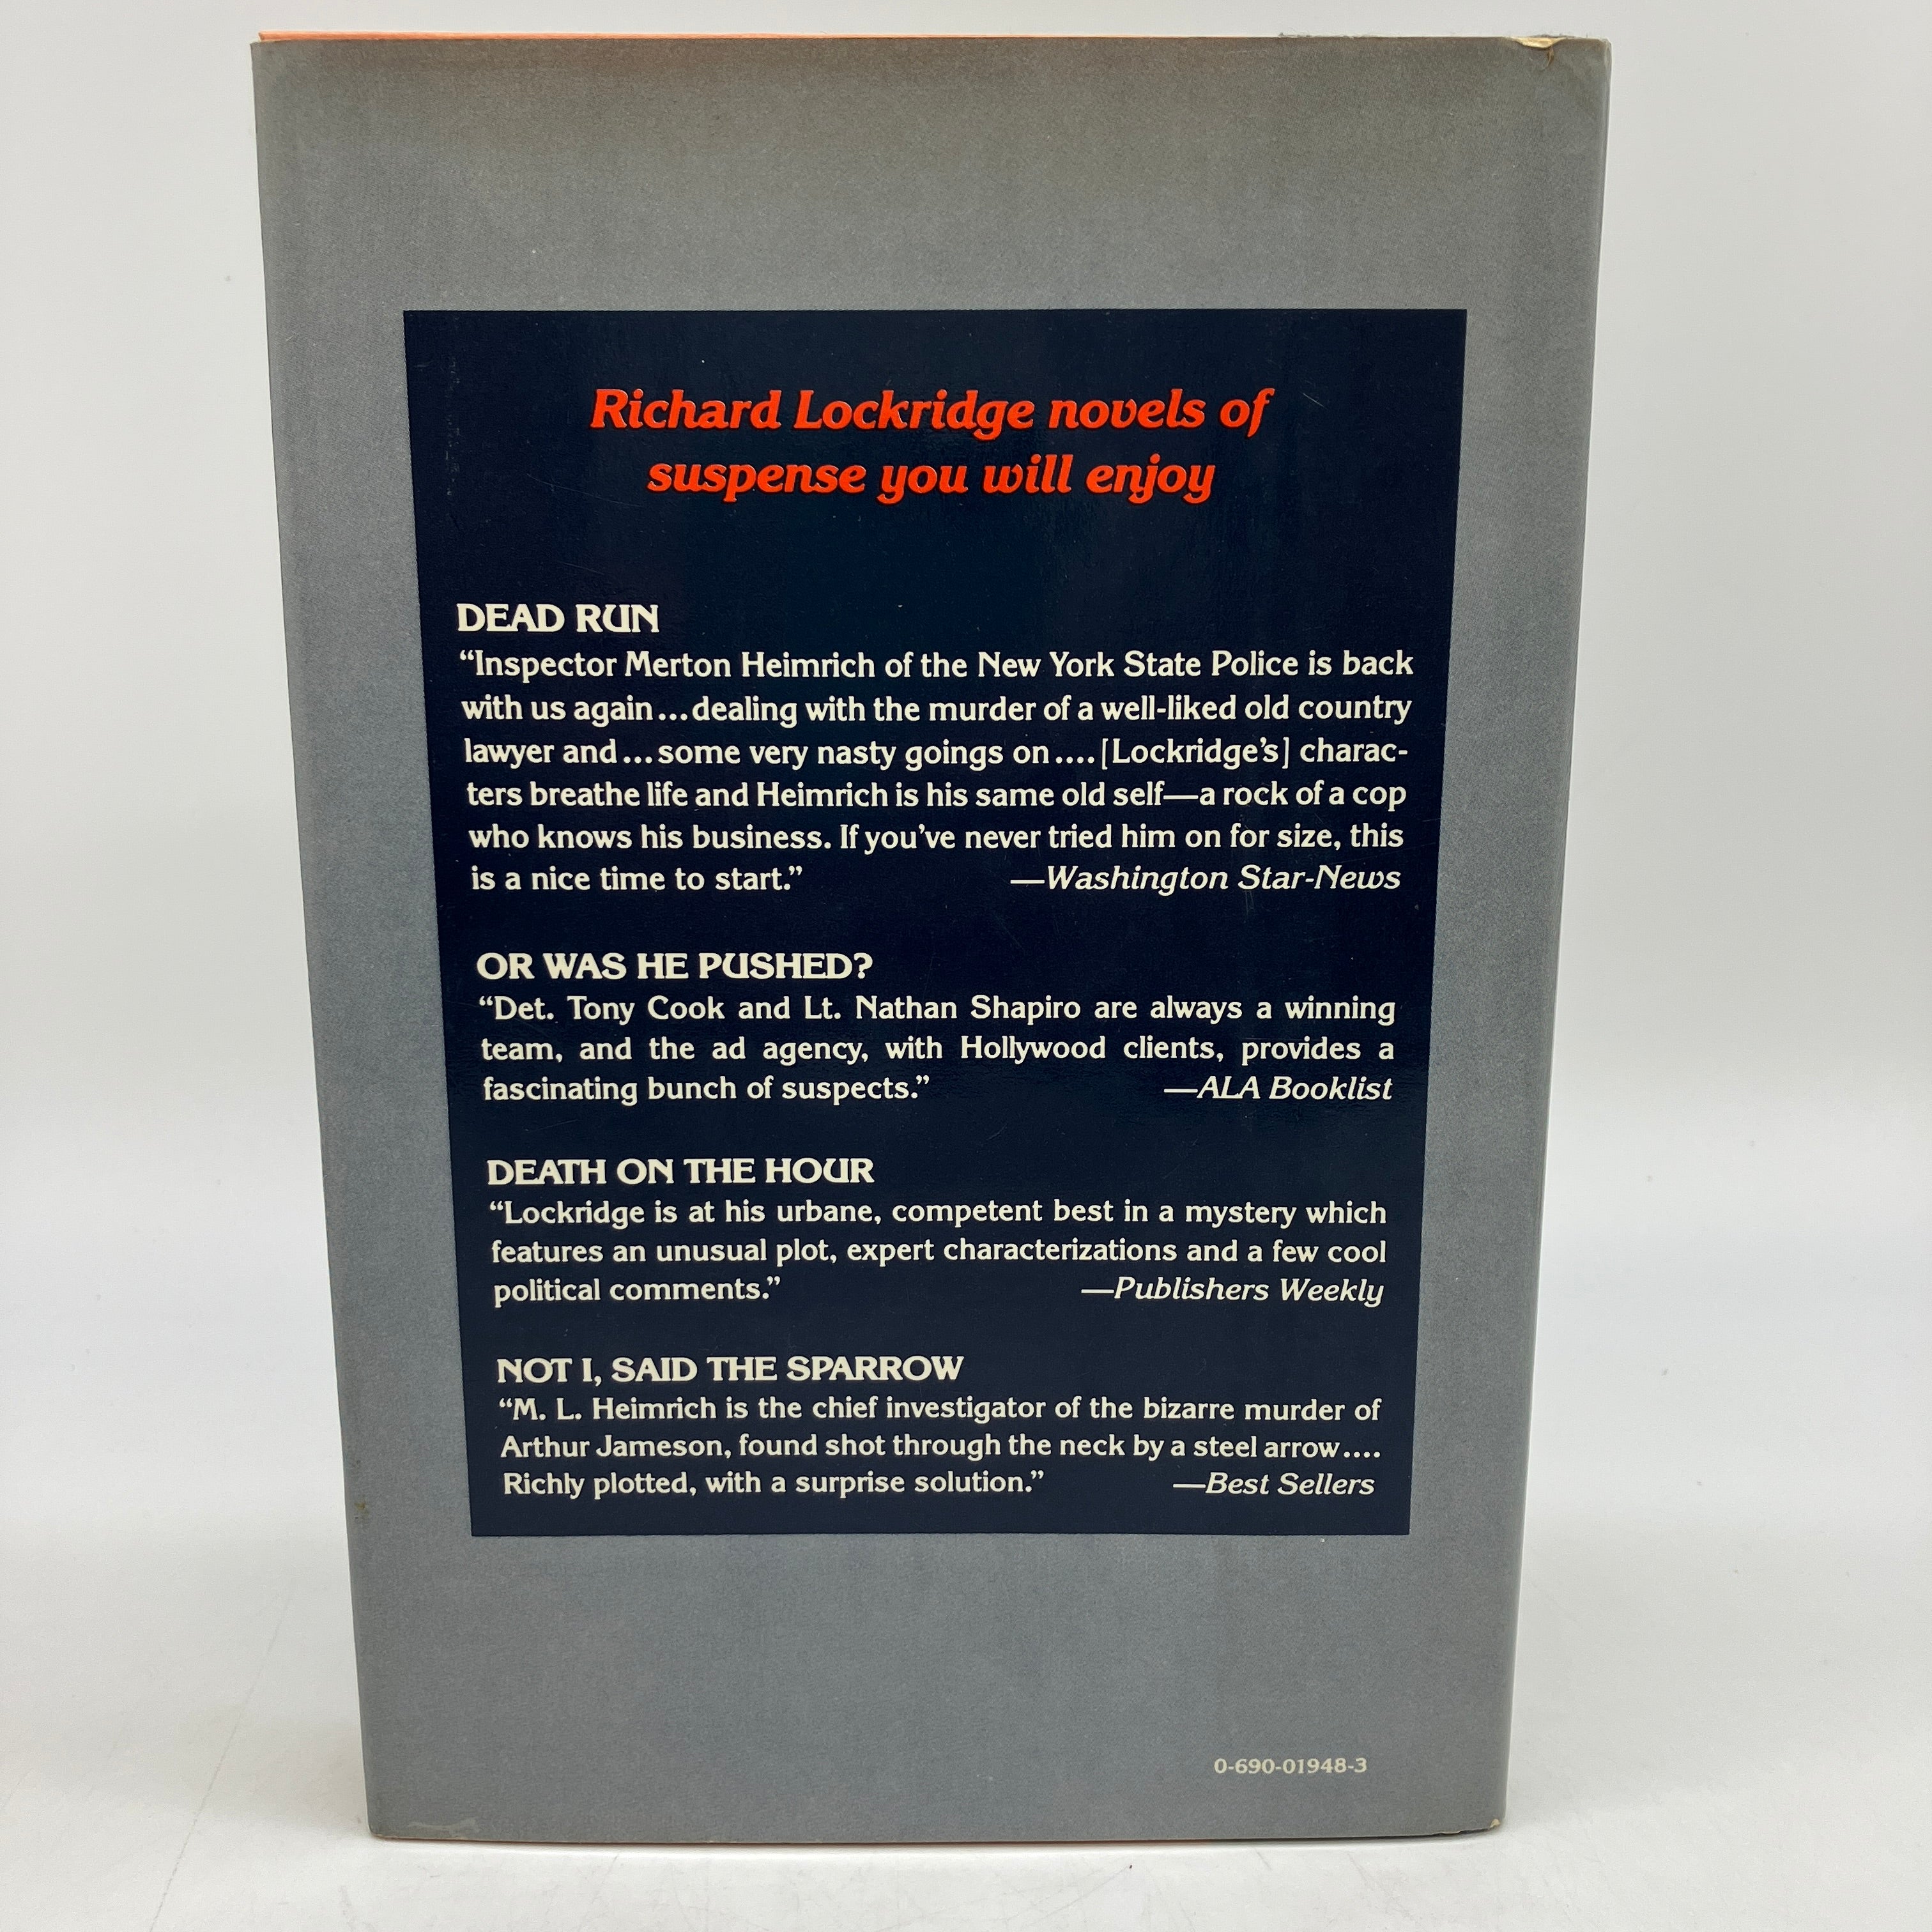 Richard Lockridge novels of
suspense you will enjoy
DEAD RUN
“Inspector Merton Heimrich of the New York State Police is back
with us again...dealing with the murder of a well-liked old country
lawyer and...some very nasty goings on....[Lockridge’s] charac-
ters breathe life and Heimrich is his same old self—a rock of a cop
who knows his business. If you’ve never tried him on for size, this
is a nice time to start.” —Washington Star-News
OR WAS HE PUSHED?
“Det. Tony Cook and Lt. Nathan Shapiro are always a winning
team, and the ad agency, with Hollywood clients, provides a
fascinating bunch of suspects.” —ALA Booklist
DEATH ON THE HOUR
“Lockridge is at his urbane, competent best in a mystery which
features an unusual plot, expert characterizations and a few cool
political comments.” —Publishers Weekly
NOT I, SAID THE SPARROW
“M. L. Heimrich is the chief investigator of the bizarre murder of
Arthur Jameson, found shot through the neck by a steel arrow....
Richly plotted, with a surprise solution.” —Best Sellers
0-690-01948-3